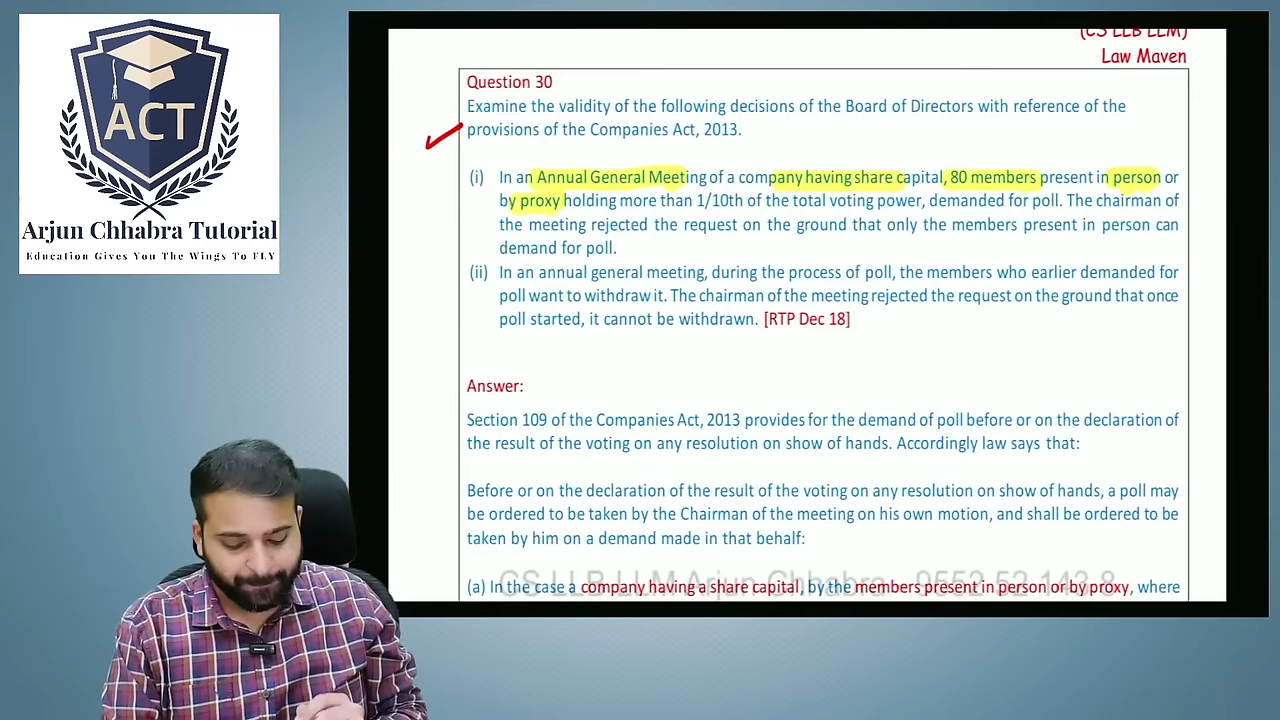 ACT
Arjun Chhabra Tutorial
Education Gives You The Wings To FLY
(CS LLB LLM)
Law Maven
Question 30
Examine the validity of the following decisions of the Board of Directors with reference of the
provisions of the Companies Act, 2013.
(i) In an Annual General Meeting of a company having share capital, 80 members present in person or
by proxy holding more than 1/10th of the total voting power, demanded for poll. The chairman of
the meeting rejected the request on the ground that only the members present in person can
demand for poll.
(ii) In an annual general meeting, during the process of poll, the members who earlier demanded for
poll want to withdraw it. The chairman of the meeting rejected the request on the ground that once
poll started, it cannot be withdrawn. [RTP Dec 18]
Answer:
Section 109 of the Companies Act, 2013 provides for the demand of poll before or on the declaration
of the result of the voting on any resolution on show of hands. Accordingly law says that:
Before or on the declaration of the result of the voting on any resolution on show of hands, a poll may
be ordered to be taken by the Chairman of the meeting on his own motion, and shall be ordered to be
taken by him on a demand made in that behalf:
(a) In the case a company having a share capital, by the members present in person or by proxy, where
CS LLB LLM Arjun Chhabra - 9552 52 143 8